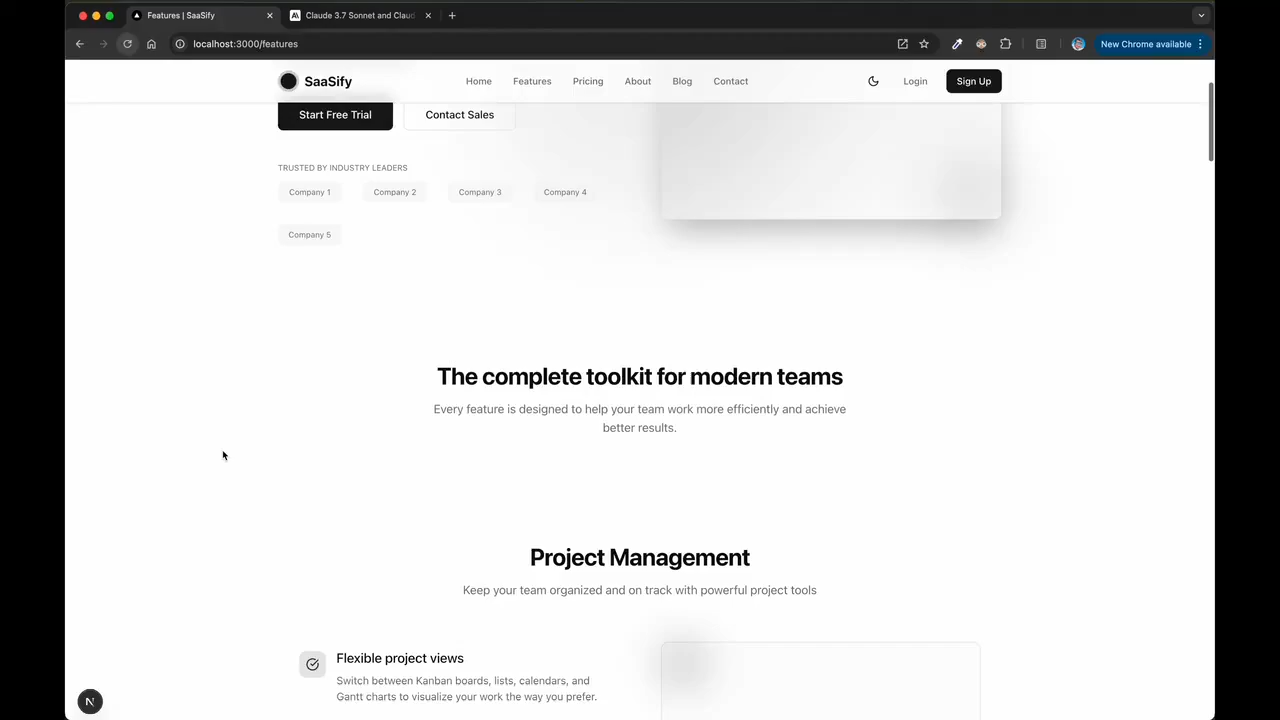 Features | SaaSify
Claude 3.7 Sonnet and Claud
localhost:3000/features
New Chrome available
SaaSify
Home
Features
Pricing
About
Blog
Contact
Login
Sign Up
Start Free Trial
Contact Sales
TRUSTED BY INDUSTRY LEADERS
Company 1
Company 2
Company 3
Company 4
Company 5
The complete toolkit for modern teams
Every feature is designed to help your team work more efficiently and achieve
better results.
Project Management
Keep your team organized and on track with powerful project tools
Flexible project views
Switch between Kanban boards, lists, calendars, and
Gantt charts to visualize your work the way you prefer.
N